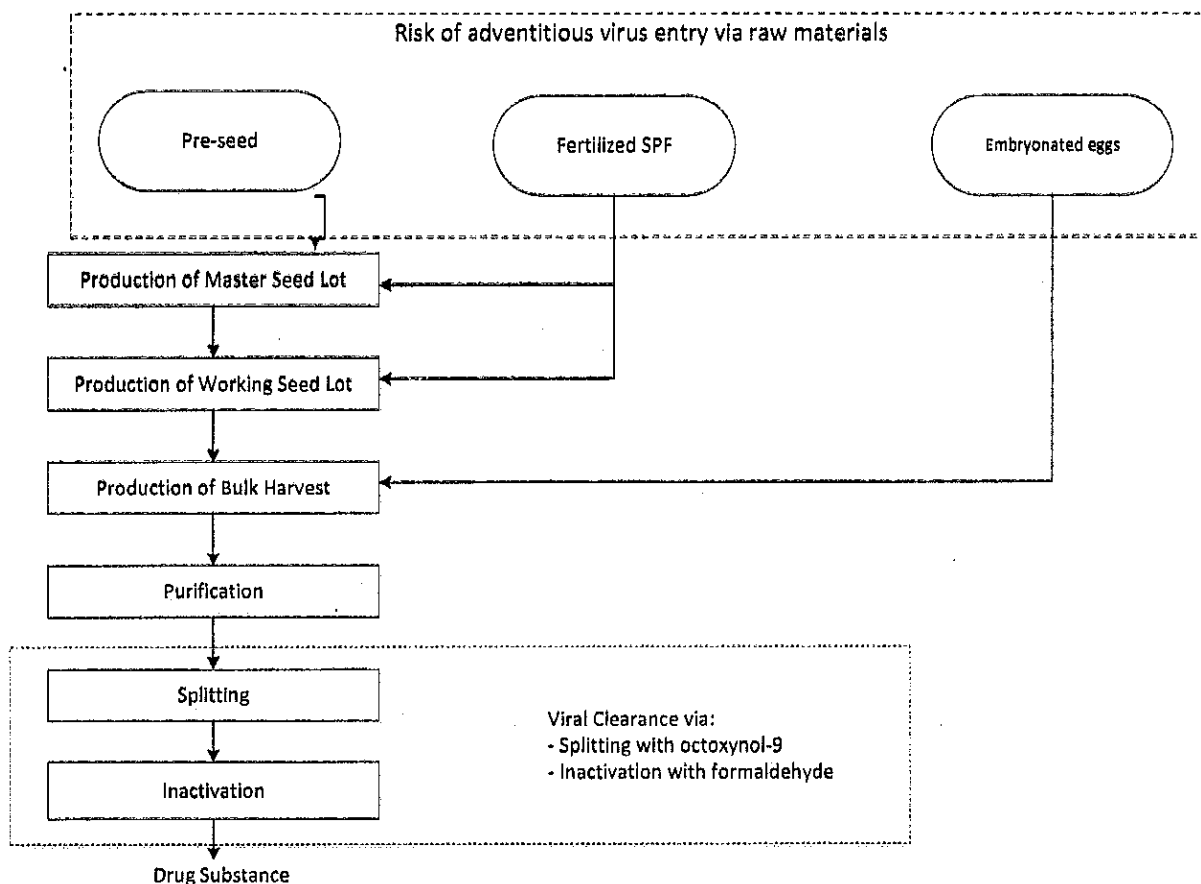 Risk of adventitious virus entry via raw materials
Pre-seed
Fertilized SPF
Embryonated eggs
Production of Master Seed Lot
Production of Working Seed Lot
Production of Bulk Harvest
Purification
Splitting
Inactivation
Viral Clearance via:
- Splitting with octoxynol-9
- Inactivation with formaldehyde
Drug Substance